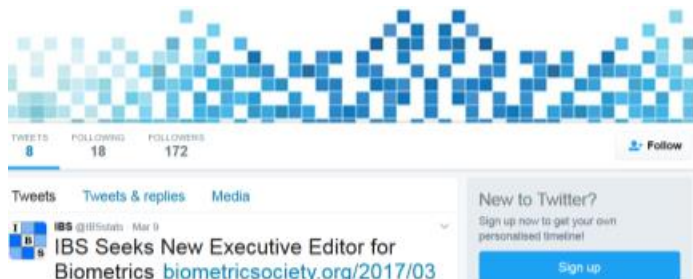 TWEETS FOLLOWING FOLLOWERS
8 18 172
Follow
Tweets Tweets & replies Media
New to Twitter?
Sign up now to get your own
personalised timeline!
Sign up
I
B
S
IBS @IBSstats · Mar 9
IBS Seeks New Executive Editor for
Biometrics biometricsociety.org/2017/03